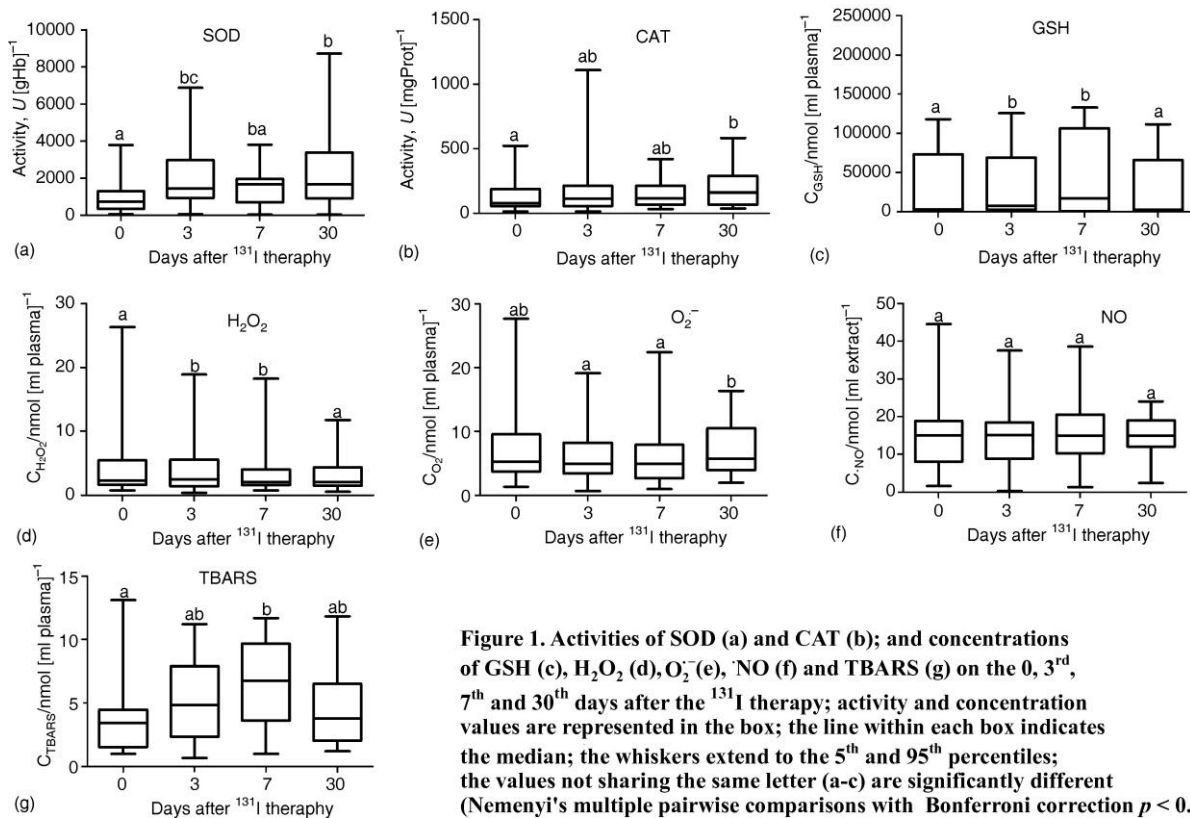 SOD
Activity, U [gHb]⁻¹
10000
8000
6000
4000
2000
0
a
bc
ba
b
0 3 7 30
(a)
Days after ¹³¹I theraphy
CAT
Activity, U [mgProt]⁻¹
1500
1000
500
0
a
ab
ab
b
0 3 7 30
(b)
Days after ¹³¹I theraphy
GSH
C_GSH/nmol [ml plasma]⁻¹
250000
200000
150000
100000
50000
0
a
b
b
a
0 3 7 30
(c)
Days after ¹³¹I theraphy
H₂O₂
C_H₂O₂/nmol [ml plasma]⁻¹
30
20
10
0
a
b
b
a
0 3 7 30
(d)
Days after ¹³¹I theraphy
O₂·⁻
C_O₂/nmol [ml plasma]⁻¹
30
20
10
0
ab
a
a
b
0 3 7 30
(e)
Days after ¹³¹I theraphy
NO
C·NO/nmol [ml extract]⁻¹
50
40
30
20
10
0
a
a
a
a
0 3 7 30
(f)
Days after ¹³¹I theraphy
TBARS
C_TBARS/nmol [ml plasma]⁻¹
15
10
5
0
a
ab
b
ab
0 3 7 30
(g)
Days after ¹³¹I theraphy
Figure 1. Activities of SOD (a) and CAT (b); and concentrations
of GSH (c), H₂O₂ (d), O₂·⁻(e), ·NO (f) and TBARS (g) on the 0, 3ʳᵈ,
7ᵗʰ and 30ᵗʰ days after the ¹³¹I therapy; activity and concentration
values are represented in the box; the line within each box indicates
the median; the whiskers extend to the 5ᵗʰ and 95ᵗʰ percentiles;
the values not sharing the same letter (a-c) are significantly different
(Nemenyi's multiple pairwise comparisons with Bonferroni correction p < 0.